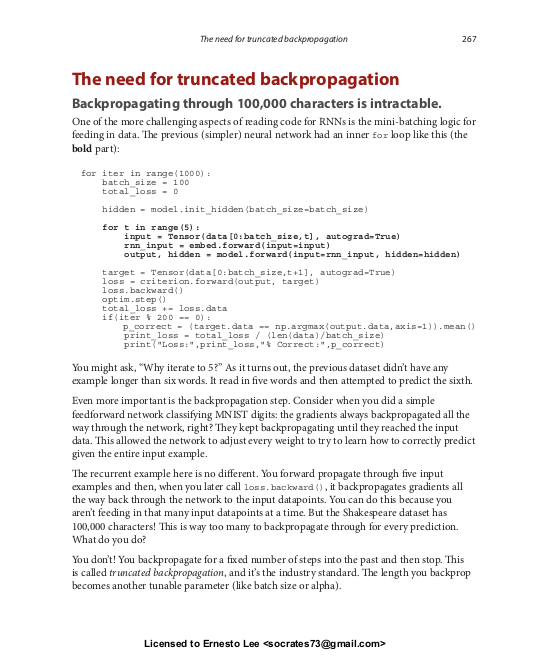 The need for truncated backpropagation 267
The need for truncated backpropagation
Backpropagating through 100,000 characters is intractable.
One of the more challenging aspects of reading code for RNNs is the mini-batching logic for
feeding in data. The previous (simpler) neural network had an inner for loop like this (the
bold part):
for iter in range(1000):
    batch_size = 100
    total_loss = 0
    hidden = model.init_hidden(batch_size=batch_size)
    for t in range(5):
        input = Tensor(data[0:batch_size,t], autograd=True)
        rnn_input = embed.forward(input=input)
        output, hidden = model.forward(input=rnn_input, hidden=hidden)
    target = Tensor(data[0:batch_size,t+1], autograd=True)
    loss = criterion.forward(output, target)
    loss.backward()
    optim.step()
    total_loss += loss.data
    if(iter % 200 == 0):
        p_correct = (target.data == np.argmax(output.data,axis=1)).mean()
        print_loss = total_loss / (len(data)/batch_size)
        print("Loss:",print_loss,"% Correct:",p_correct)
You might ask, “Why iterate to 5?” As it turns out, the previous dataset didn’t have any
example longer than six words. It read in five words and then attempted to predict the sixth.
Even more important is the backpropagation step. Consider when you did a simple
feedforward network classifying MNIST digits: the gradients always backpropagated all the
way through the network, right? They kept backpropagating until they reached the input
data. This allowed the network to adjust every weight to try to learn how to correctly predict
given the entire input example.
The recurrent example here is no different. You forward propagate through five input
examples and then, when you later call loss.backward(), it backpropagates gradients all
the way back through the network to the input datapoints. You can do this because you
aren’t feeding in that many input datapoints at a time. But the Shakespeare dataset has
100,000 characters! This is way too many to backpropagate through for every prediction.
What do you do?
You don’t! You backpropagate for a fixed number of steps into the past and then stop. This
is called truncated backpropagation, and it’s the industry standard. The length you backprop
becomes another tunable parameter (like batch size or alpha).
Licensed to Ernesto Lee <socrates73@gmail.com>